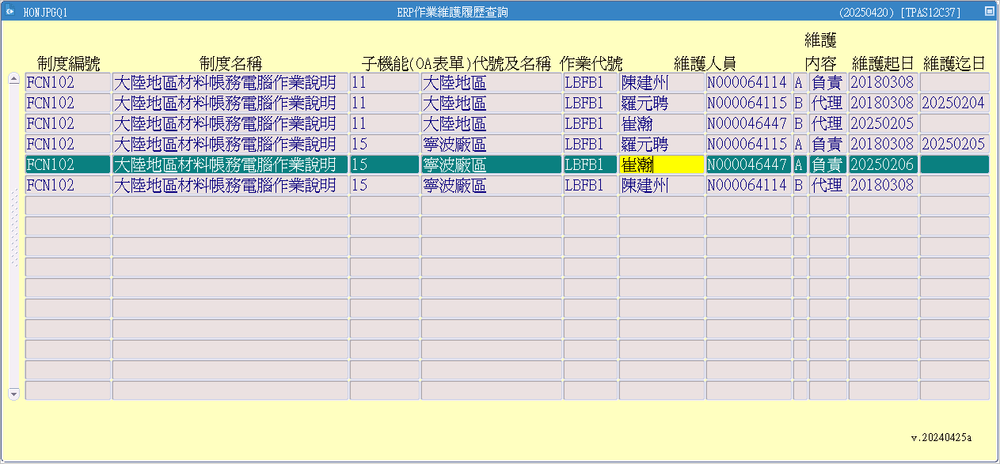 HONJPGQ1 ERP作業維護履歷查詢 (20250420) [TPAS12C37]
維護
制度編號 制度名稱 子機能(OA表單)代號及名稱 作業代號 維護人員 內容 維護起日 維護迄日
FCN102 大陸地區材料帳務電腦作業說明 11 大陸地區 LBFB1 陳建州 N000064114 A 負責 20180308
FCN102 大陸地區材料帳務電腦作業說明 11 大陸地區 LBFB1 羅元聘 N000064115 B 代理 20180308 20250204
FCN102 大陸地區材料帳務電腦作業說明 11 大陸地區 LBFB1 崔瀚 N000046447 B 代理 20250205
FCN102 大陸地區材料帳務電腦作業說明 15 寧波廠區 LBFB1 羅元聘 N000064115 A 負責 20180308 20250205
FCN102 大陸地區材料帳務電腦作業說明 15 寧波廠區 LBFB1 崔瀚 N000046447 A 負責 20250206
FCN102 大陸地區材料帳務電腦作業說明 15 寧波廠區 LBFB1 陳建州 N000064114 B 代理 20180308
v.20240425a